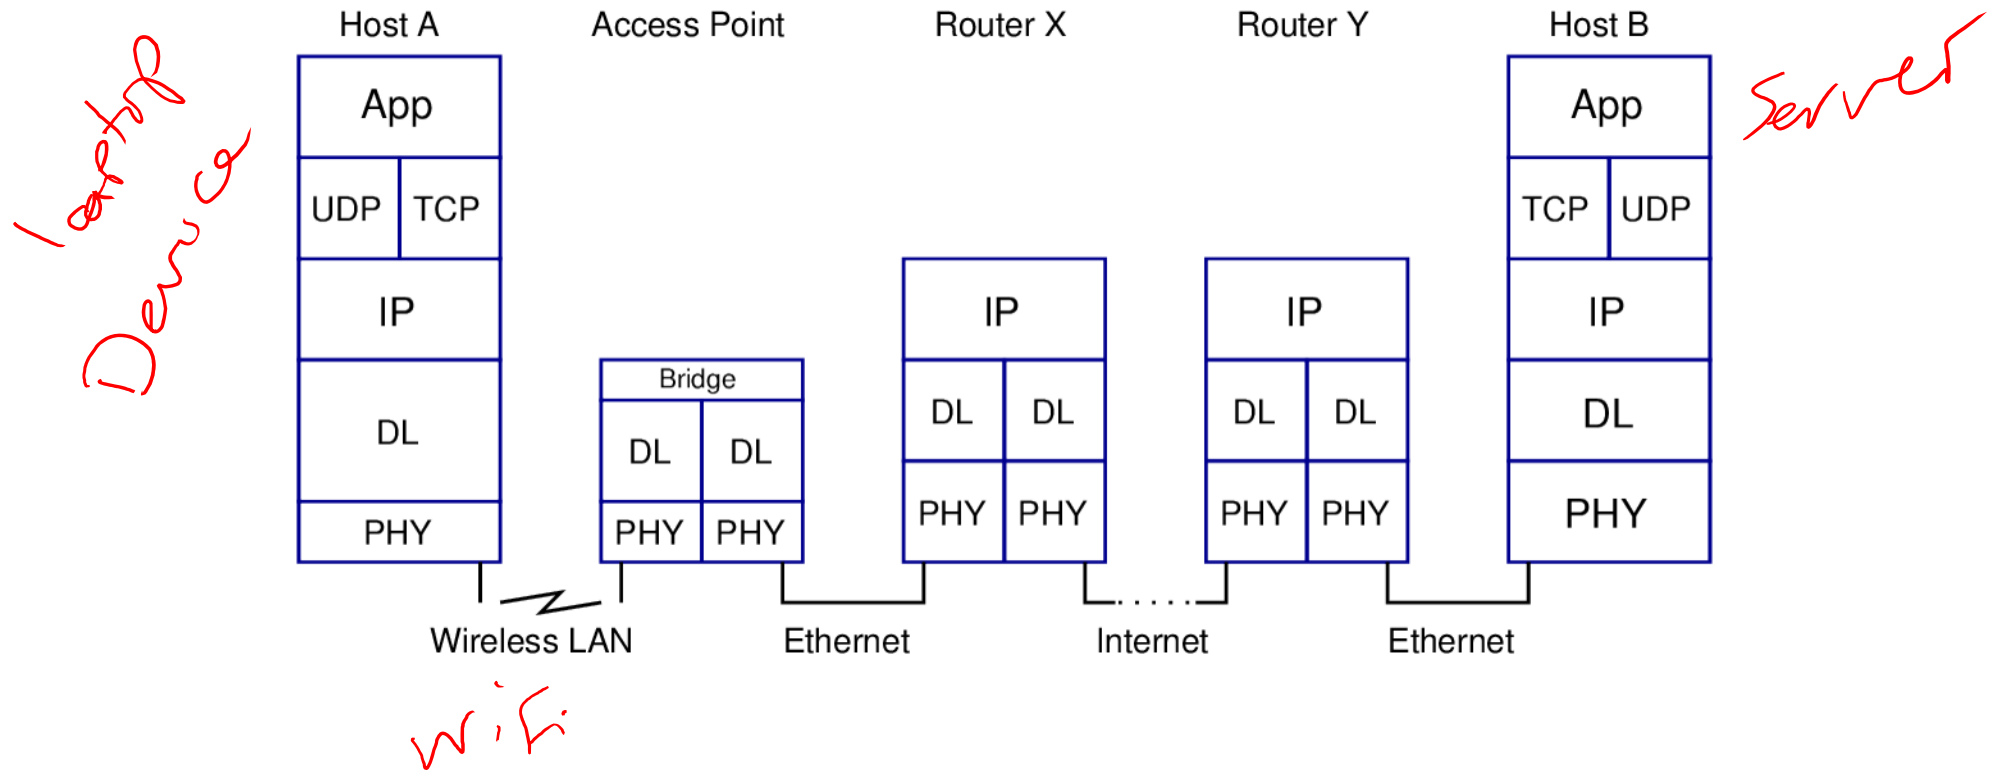 Host A Access Point Router X Router Y Host B
laptop
Device
Server
App App
UDP TCP TCP UDP
IP IP IP IP
Bridge
DL DL DL DL DL DL DL DL
PHY PHY PHY PHY PHY PHY PHY PHY
Wireless LAN Ethernet Internet Ethernet
WiFi